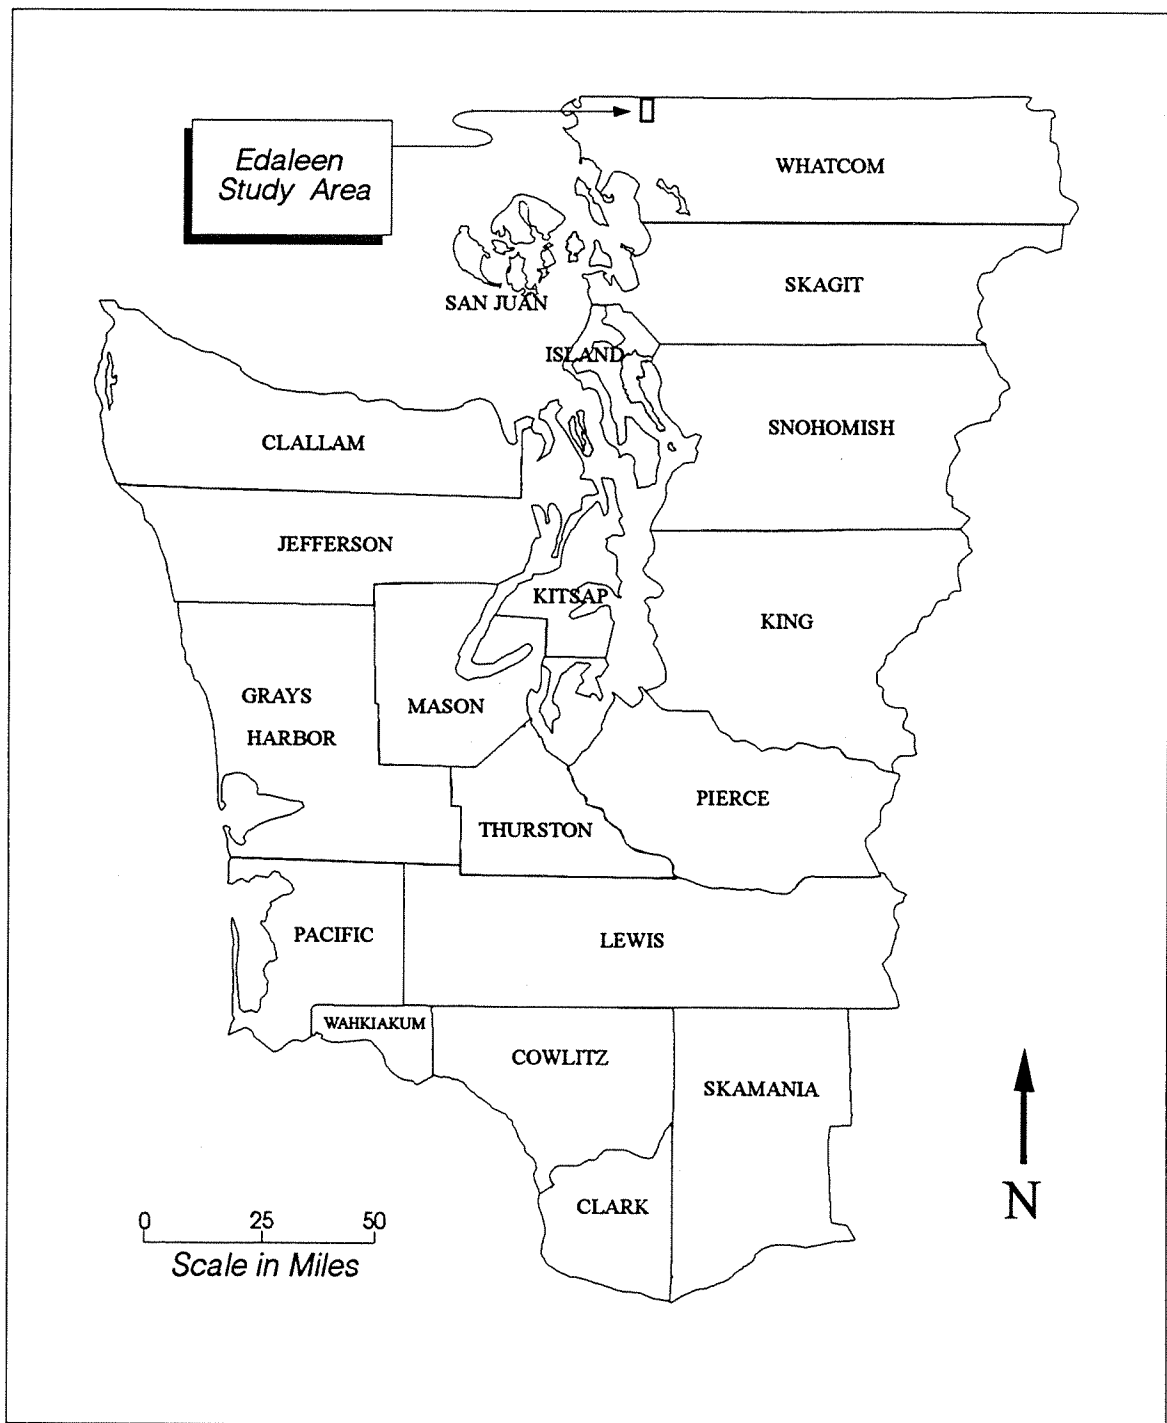 Edaleen
Study Area
WHATCOM
SKAGIT
SAN JUAN
ISLAND
SNOHOMISH
CLALLAM
JEFFERSON
KITSAP
KING
GRAYS
HARBOR
MASON
PIERCE
THURSTON
PACIFIC
LEWIS
WAHKIAKUM
COWLITZ
SKAMANIA
CLARK
N
0 25 50
Scale in Miles